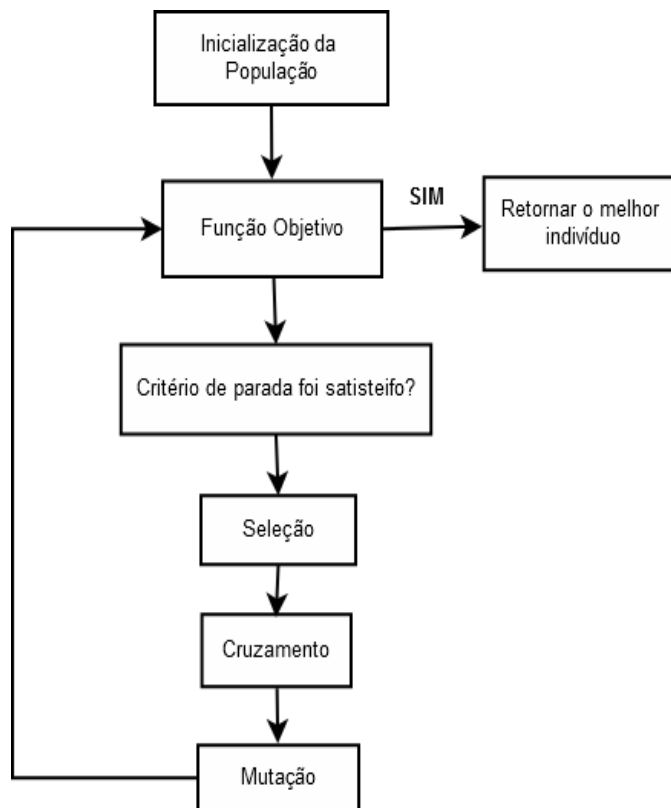 Inicialização da
População
Função Objetivo
SIM
Retornar o melhor
indivíduo
Critério de parada foi satisteifo?
Seleção
Cruzamento
Mutação